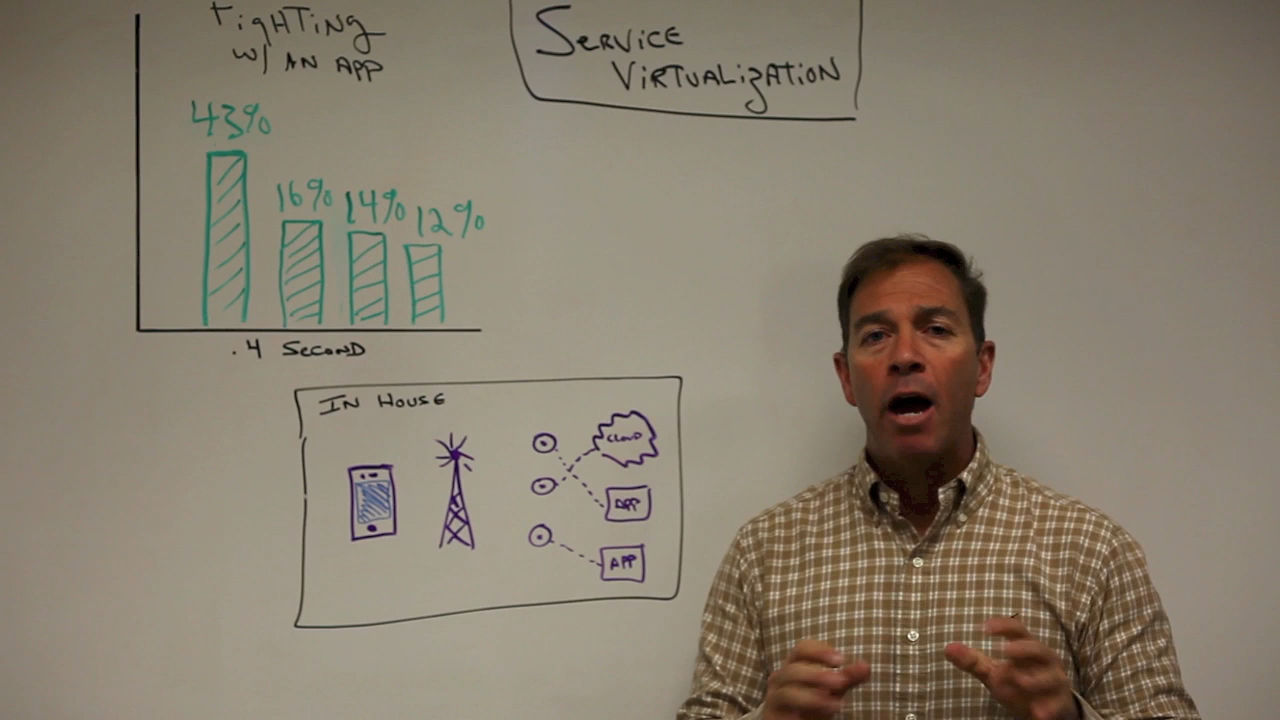 FigHTiNg
w/ AN APP
43%
16% 14% 12%
.4 SECOND
SERVICE
ViRTUALizATiON
IN HOUSE
CLOUD
APP
APP